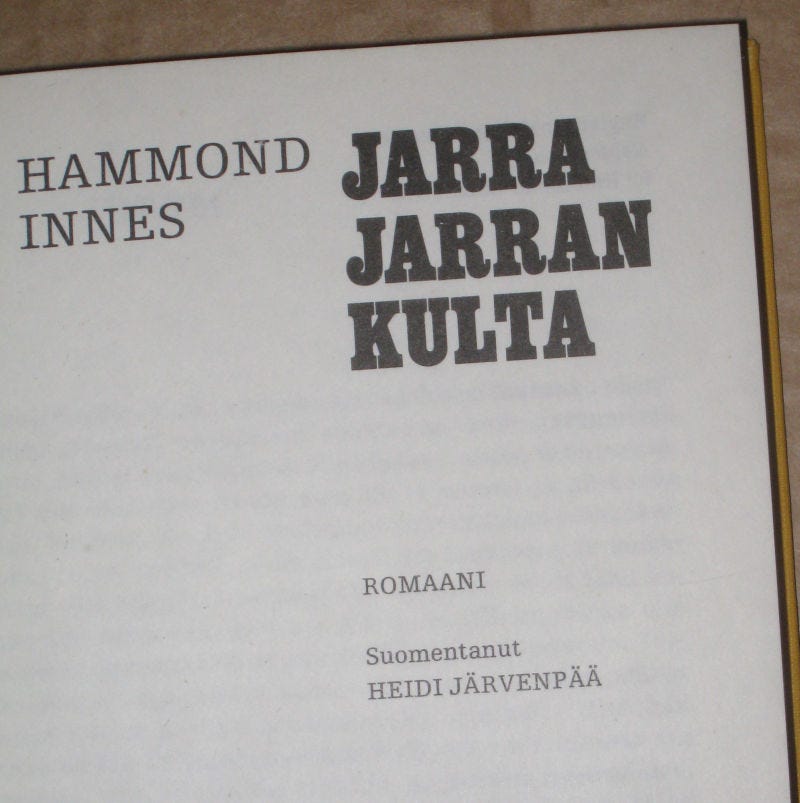 HAMMOND
INNES
JARRA
JARRAN
KULTA
ROMAANI
Suomentanut
HEIDI JÄRVENPÄÄ